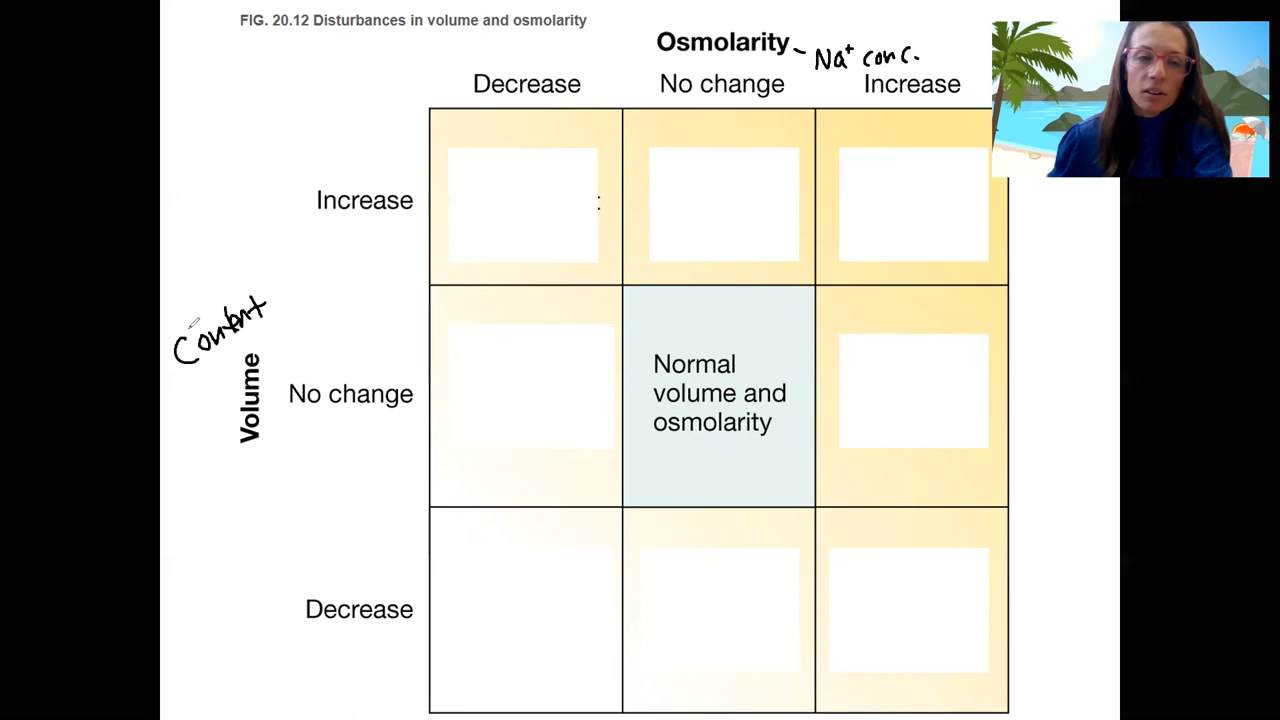 FIG. 20.12 Disturbances in volume and osmolarity
Osmolarity - Na+ conc.
Decrease
No change
Increase
Increase
:
Content
Volume
No change
Normal
volume and
osmolarity
Decrease